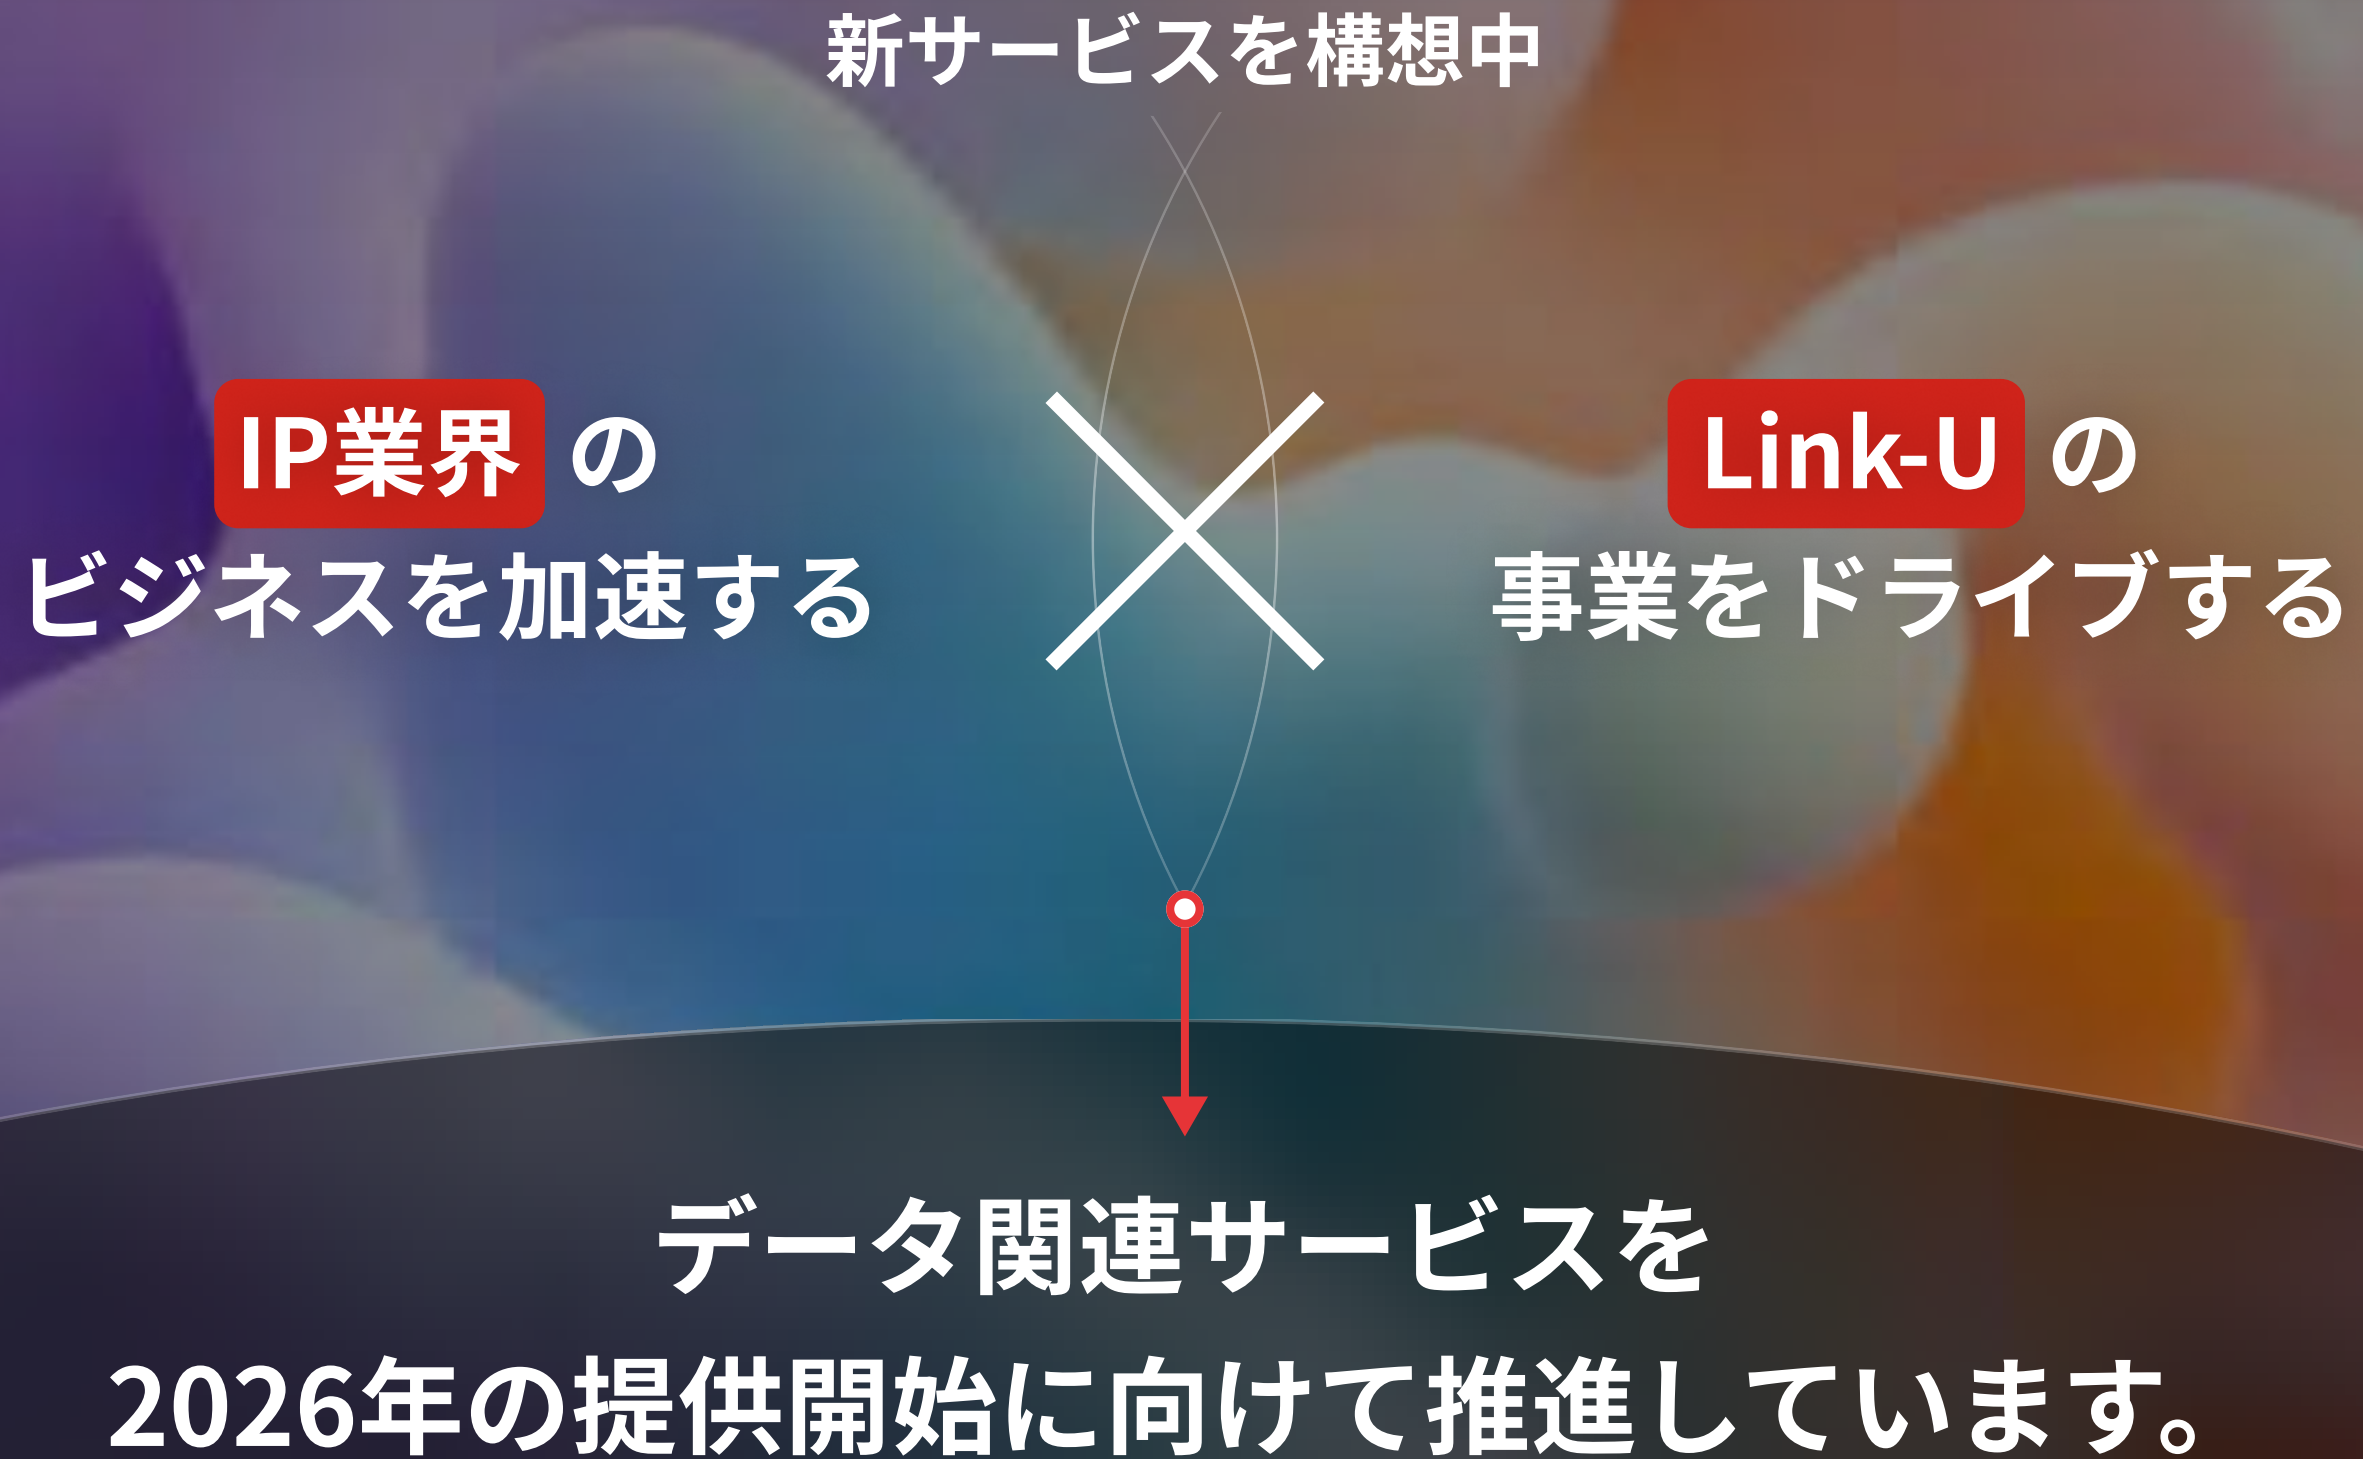 新サービスを構想中
IP業界 の
ビジネスを加速する
Link-U の
事業をドライブする
データ関連サービスを
2026年の提供開始に向けて推進しています。